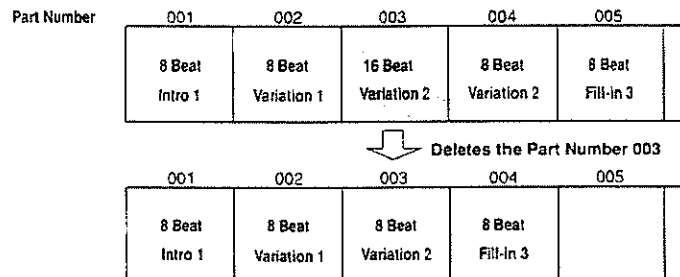 Part Number 001 002 003 004 005
8 Beat 8 Beat 16 Beat 8 Beat 8 Beat
Intro 1 Variation 1 Variation 2 Variation 2 Fill-in 3
Deletes the Part Number 003
001 002 003 004 005
8 Beat 8 Beat 8 Beat 8 Beat
Intro 1 Variation 1 Variation 2 Fill-in 3